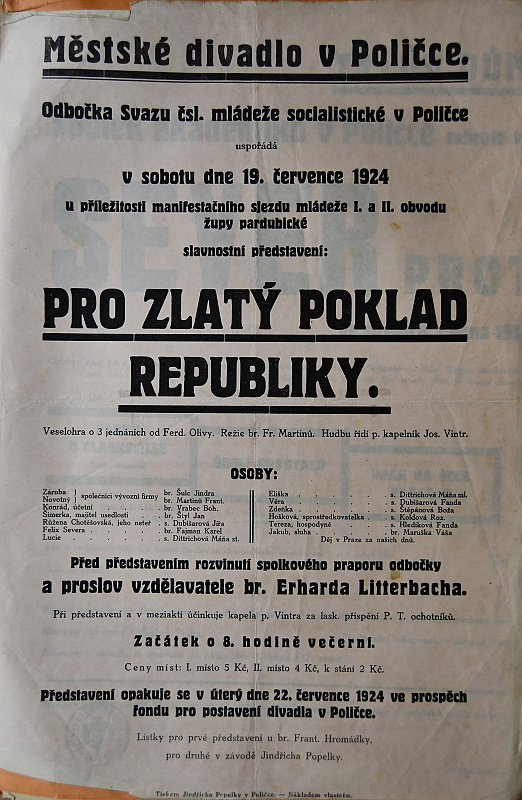 Městské divadlo v Poličce.
Odbočka Svazu čsl. mládeže socialistické v Poličce
uspořádá
v sobotu dne 19. července 1924
u příležitosti manifestačního sjezdu mládeže I. a II. obvodu
župy pardubické
slavnostní představení:
PRO ZLATÝ POKLAD
REPUBLIKY.
Veselohra o 3 jednáních od Ferd. Olivy. Režie br. Fr. Martinů. Hudbu řídí p. kapelník Jos. Vintr.
OSOBY:
Záruba } společníci vývozní firmy br. Šulc Jindra
Novotný } br. Martinů Frant.
Konrád, účetní . . . . br. Vrabec Boh.
Šimerka, majitel usedlosti . . br. Štyl Jan
Růžena Chotěšovská, jeho neteř . s. Dubišarová Jiřa
Felix Severa . . . . br. Fajman Karel
Lucie . . . . s. Dittrichová Máňa st.
Eliška . . . . s. Dittrichová Máňa ml.
Věra . . . . s. Dubišarová Fanda
Zdeňka . . . . s. Štěpánová Boža
Hošková, sprostředkovatelka . s. Koldová Roz.
Tereza, hospodyně . . . s. Hledíková Fanda
Jakub, sluha . . . . br. Maruška Váša
Děj v Praze za našich dnů.
Před představením rozvinutí spolkového praporu odbočky
a proslov vzdělavatele br. Erharda Litterbacha.
Při představení a v meziaktí účinkuje kapela p. Vintra za lask. přispění P. T. ochotníků.
Začátek o 8. hodině večerní.
Ceny míst: I. místo 5 Kč, II. místo 4 Kč, k stání 2 Kč.
Představení opakuje se v úterý dne 22. července 1924 ve prospěch
fondu pro postavení divadla v Poličce.
Lístky pro prvé představení u br. Frant. Hromádky,
pro druhé v závodě Jindřicha Popelky.
Tiskem Jindřicha Popelky v Poličce. — Nákladem vlastním.